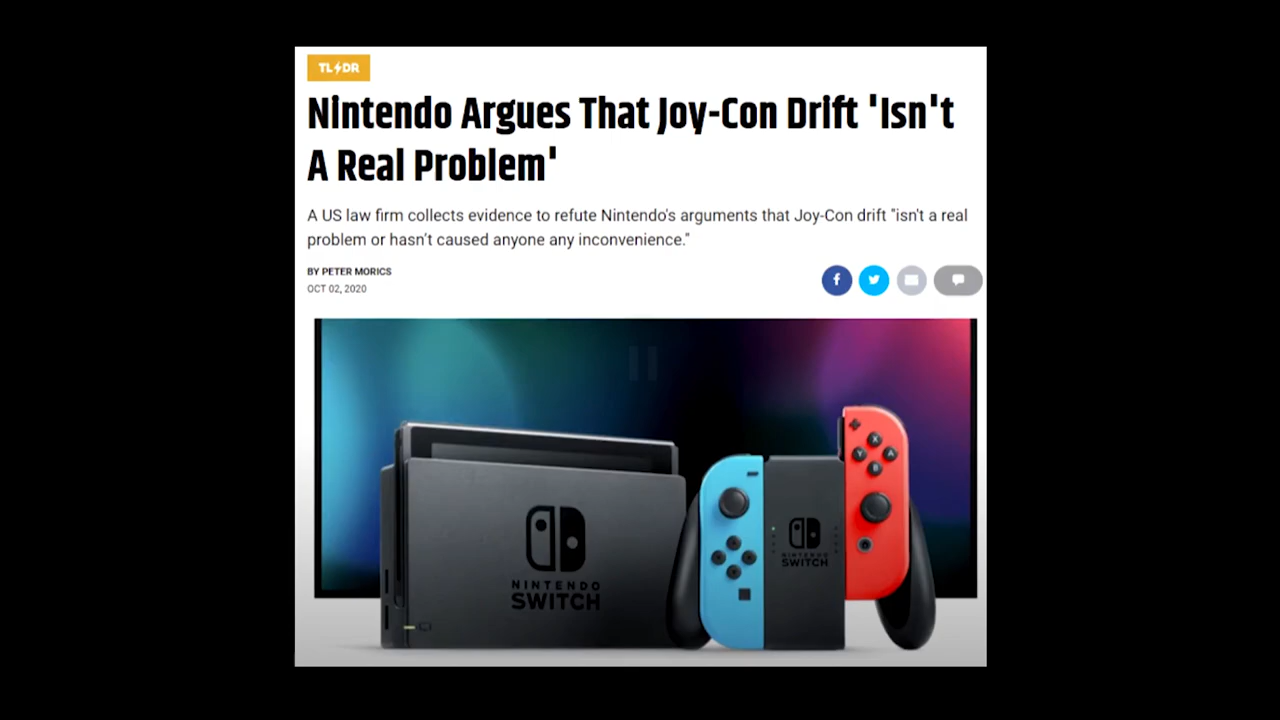 TL DR
Nintendo Argues That Joy-Con Drift 'Isn't
A Real Problem'
A US law firm collects evidence to refute Nintendo's arguments that Joy-Con drift "isn't a real
problem or hasn't caused anyone any inconvenience."
BY PETER MORICS
OCT 02, 2020
f
NINTENDO
SWITCH
NINTENDO
SWITCH
X
Y A
B